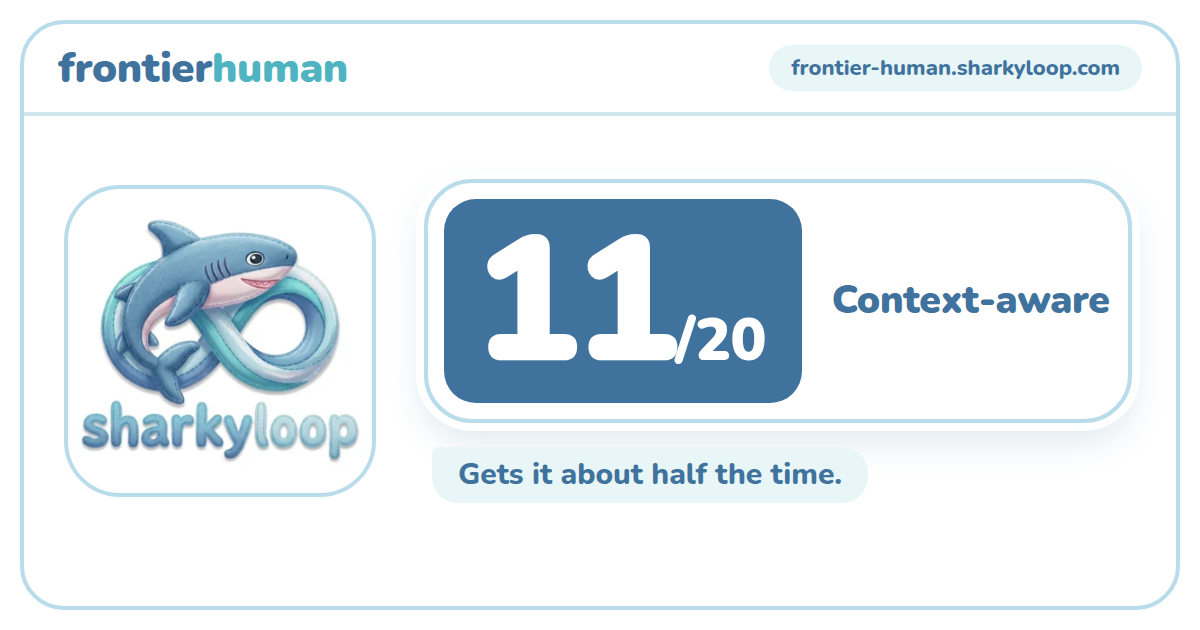 frontierhuman
frontier-human.sharkyloop.com
sharkyloop
11/20
Context-aware
Gets it about half the time.